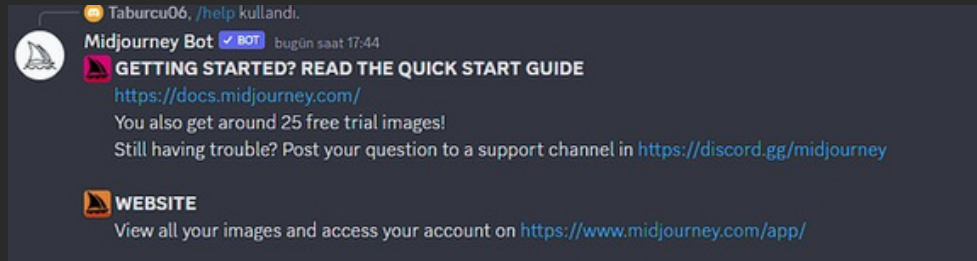 Taburcu06, /help kullandı.
Midjourney Bot ✓ BOT bugün saat 17:44
GETTING STARTED? READ THE QUICK START GUIDE
https://docs.midjourney.com/
You also get around 25 free trial images!
Still having trouble? Post your question to a support channel in https://discord.gg/midjourney
WEBSITE
View all your images and access your account on https://www.midjourney.com/app/